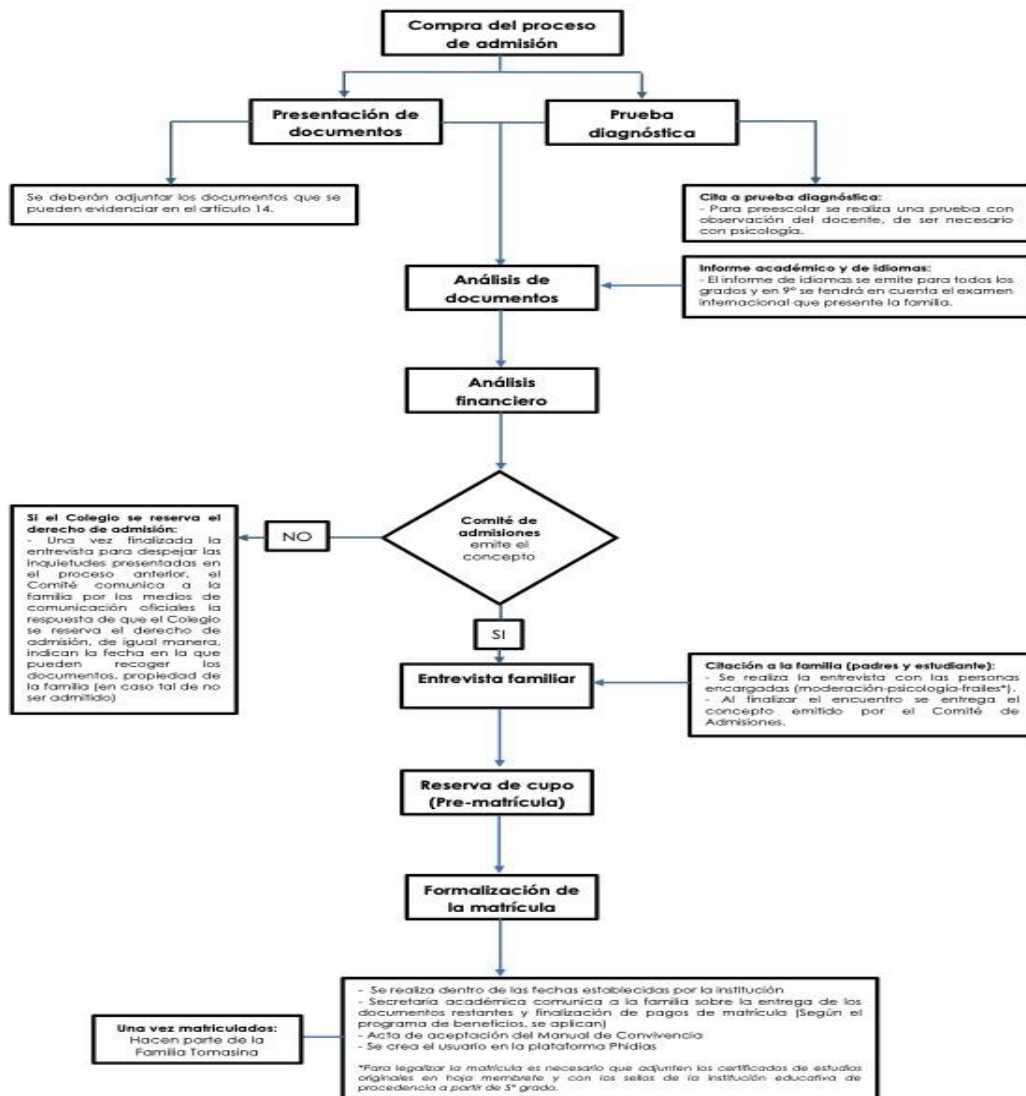 Compra del proceso
de admisión
Presentación de
documentos
Prueba
diagnóstica
Se deberán adjuntar los documentos que se
pueden evidenciar en el artículo 14.
Cita a prueba diagnóstica:
- Para preescolar se realiza una prueba con
observación del docente, de ser necesario
con psicología.
Análisis de
documentos
Informe académico y de idiomas:
- El informe de idiomas se emite para todos los
grados y en 9° se tendrá en cuenta el examen
internacional que presente la familia.
Análisis
financiero
Comité de
admisiones
emite el
concepto
NO
Si el Colegio se reserva el
derecho de admisión:
- Una vez finalizada la
entrevista para despejar las
inquietudes presentadas en
el proceso anterior, el
Comité comunica a la
familia por los medios de
comunicación oficiales la
respuesta de que el Colegio
se reserva el derecho de
admisión, de igual manera,
indican la fecha en la que
pueden recoger los
documentos, propiedad de
la familia (en caso tal de no
ser admitido)
SI
Entrevista familiar
Citación a la familia (padres y estudiante):
- Se realiza la entrevista con las personas
encargadas (moderación-psicología-frailes*).
- Al finalizar el encuentro se entrega el
concepto emitido por el Comité de
Admisiones.
Reserva de cupo
(Pre-matrícula)
Formalización de
la matrícula
- Se realiza dentro de las fechas establecidas por la institución
- Secretaría académica comunica a la familia sobre la entrega de los
documentos restantes y finalización de pagos de matrícula (Según el
programa de beneficios, se aplican)
- Acta de aceptación del Manual de Convivencia
- Se crea el usuario en la plataforma Phidias
*Para legalizar la matrícula es necesario que adjunten los certificados de estudios
originales en hoja membrete y con los sellos de la institución educativa de
procedencia a partir de 5° grado.
Una vez matriculados:
Hacen parte de la
Familia Tomasina